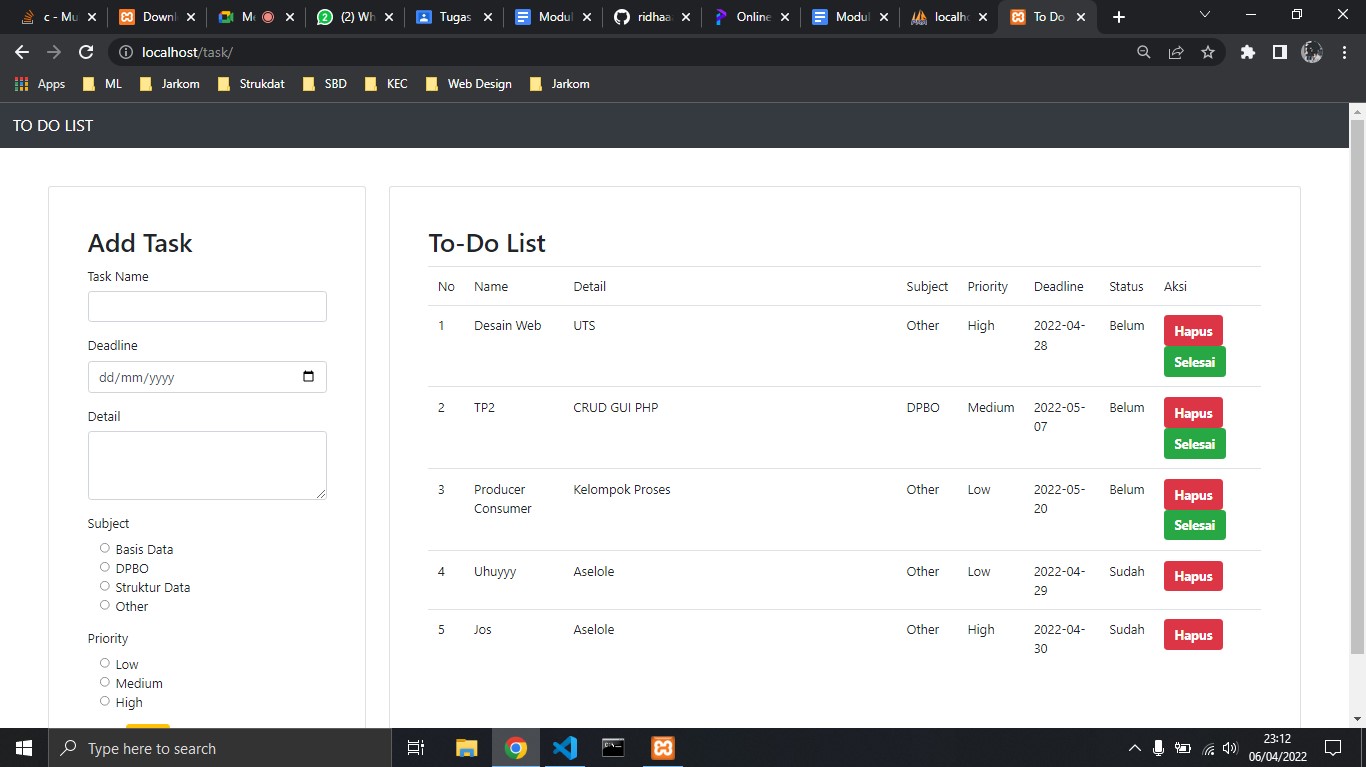 c - Mu
Downl
Me
(2) Wh
Tugas
Modul
ridhaa
Online
Modul
localho
To Do
localhost/task/
Apps
ML
Jarkom
Strukdat
SBD
KEC
Web Design
Jarkom
TO DO LIST
Add Task
Task Name
Deadline
dd/mm/yyyy
Detail
Subject
Basis Data
DPBO
Struktur Data
Other
Priority
Low
Medium
High
To-Do List
No Name Detail Subject Priority Deadline Status Aksi
1 Desain Web UTS Other High 2022-04-28 Belum Hapus Selesai
2 TP2 CRUD GUI PHP DPBO Medium 2022-05-07 Belum Hapus Selesai
3 Producer Consumer Kelompok Proses Other Low 2022-05-20 Belum Hapus Selesai
4 Uhuyyy Aselole Other Low 2022-04-29 Sudah Hapus
5 Jos Aselole Other High 2022-04-30 Sudah Hapus
Type here to search
23:12
06/04/2022